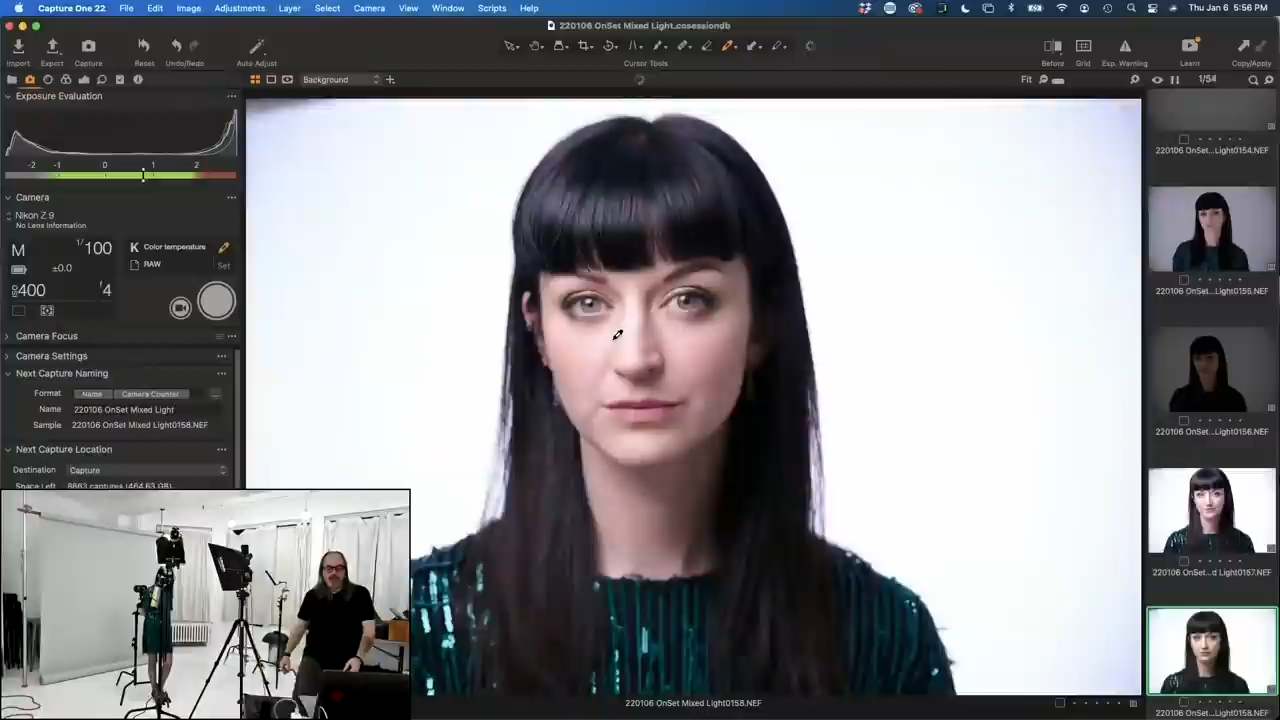 Capture One 22 File Edit Image Adjustments Layer Select Camera View Window Scripts Help Thu Jan 6 5:56 PM
220106 OnSet Mixed Light.cosessiondb
Import Export Capture Reset Undo/Redo Auto Adjust Cursor Tools Before Grid Exp. Warning Learn Copy/Apply
Background Fit 1/54
Exposure Evaluation
-2 -1 0 1 2
Camera
Nikon Z 9
No Lens Information
M 1/100 K Color temperature
±0.0 RAW Set
400 f/4
Camera Focus
Camera Settings
Next Capture Naming
Format Name Camera Counter
Name 220106 OnSet Mixed Light
Sample 220106 OnSet Mixed Light0158.NEF
Next Capture Location
Destination Capture
Space Left 8863 captures (464.63 GB)
220106 OnSet...Light0154.NEF
220106 OnSet...Light0155.NEF
220106 OnSet...Light0156.NEF
220106 OnSet...d Light0157.NEF
220106 OnSet...Light0158.NEF
220106 OnSet Mixed Light0158.NEF